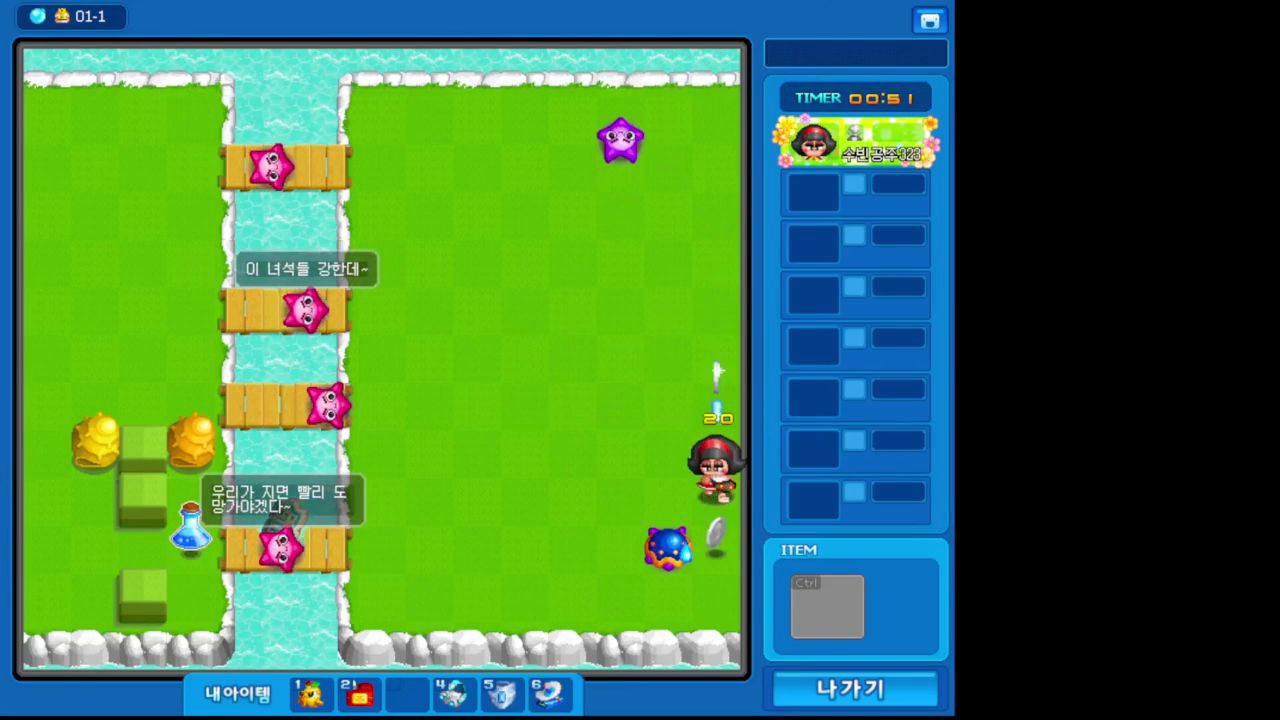 01-1
TIMER 00:51
수빈공주323
이 녀석들 강한데~
20
우리가 지면 빨리 도
망가야겠다~
ITEM
Ctrl
내아이템
1
2
4
5
6
나가기